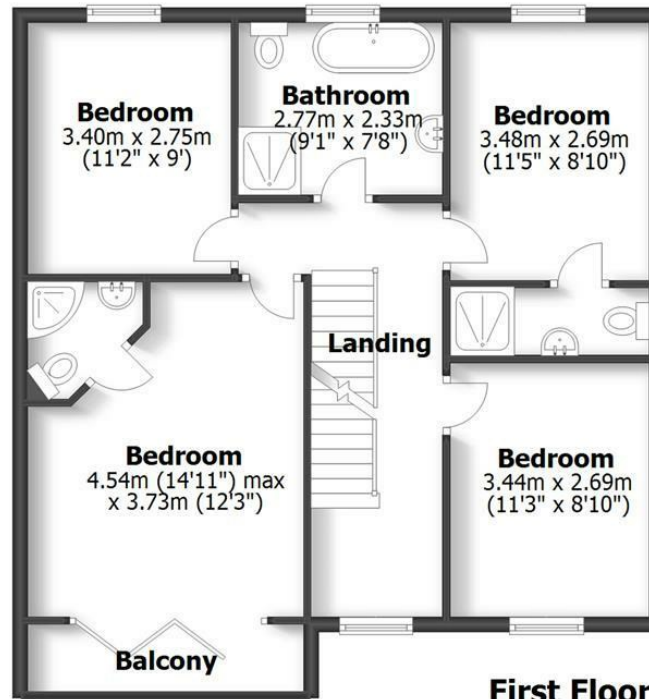 Bedroom
3.40m x 2.75m
(11'2" x 9')
Bathroom
2.77m x 2.33m
(9'1" x 7'8")
Bedroom
3.48m x 2.69m
(11'5" x 8'10")
Landing
Bedroom
4.54m (14'11") max
x 3.73m (12'3")
Bedroom
3.44m x 2.69m
(11'3" x 8'10")
Balcony
First Floor